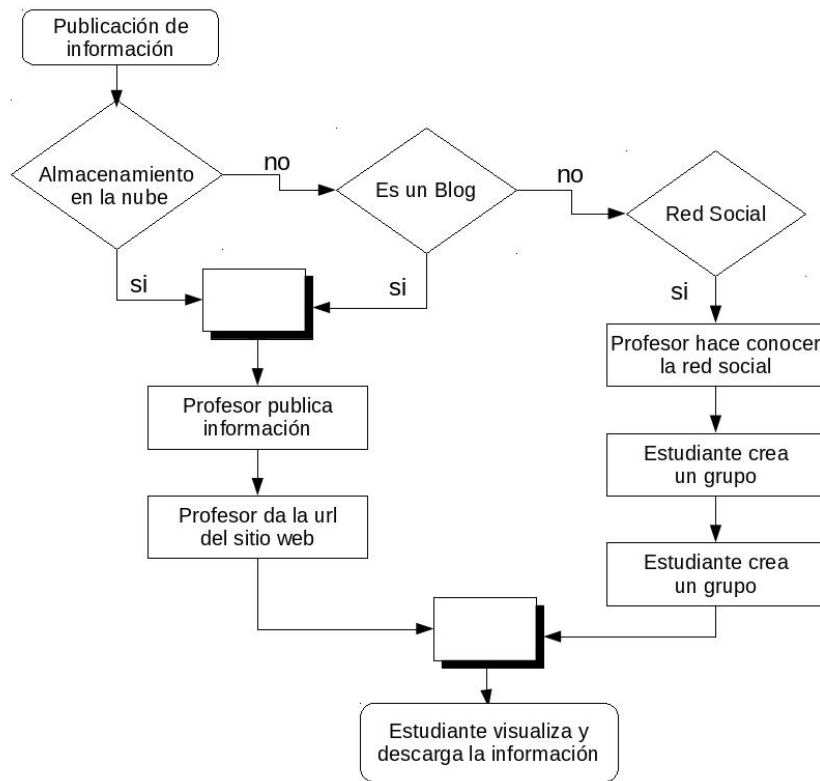 Publicación de
información
Almacenamiento
en la nube
no
Es un Blog
no
Red Social
si
si
si
Profesor hace conocer
la red social
Profesor publica
información
Estudiante crea
un grupo
Profesor da la url
del sitio web
Estudiante crea
un grupo
Estudiante visualiza y
descarga la información